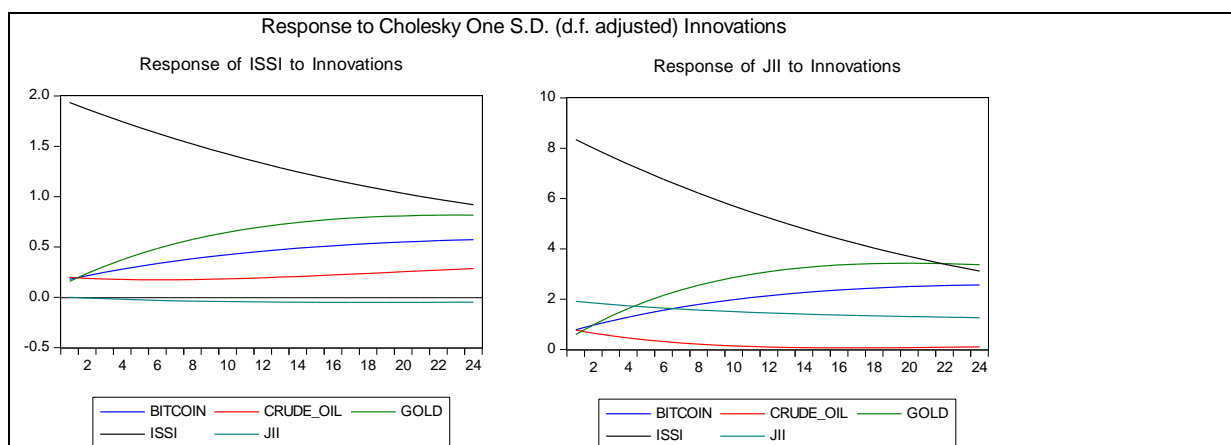 Response to Cholesky One S.D. (d.f. adjusted) Innovations
Response of ISSI to Innovations
2.0
1.5
1.0
0.5
0.0
-0.5
2 4 6 8 10 12 14 16 18 20 22 24
BITCOIN CRUDE_OIL GOLD
ISSI JII
Response of JII to Innovations
10
8
6
4
2
0
2 4 6 8 10 12 14 16 18 20 22 24
BITCOIN CRUDE_OIL GOLD
ISSI JII